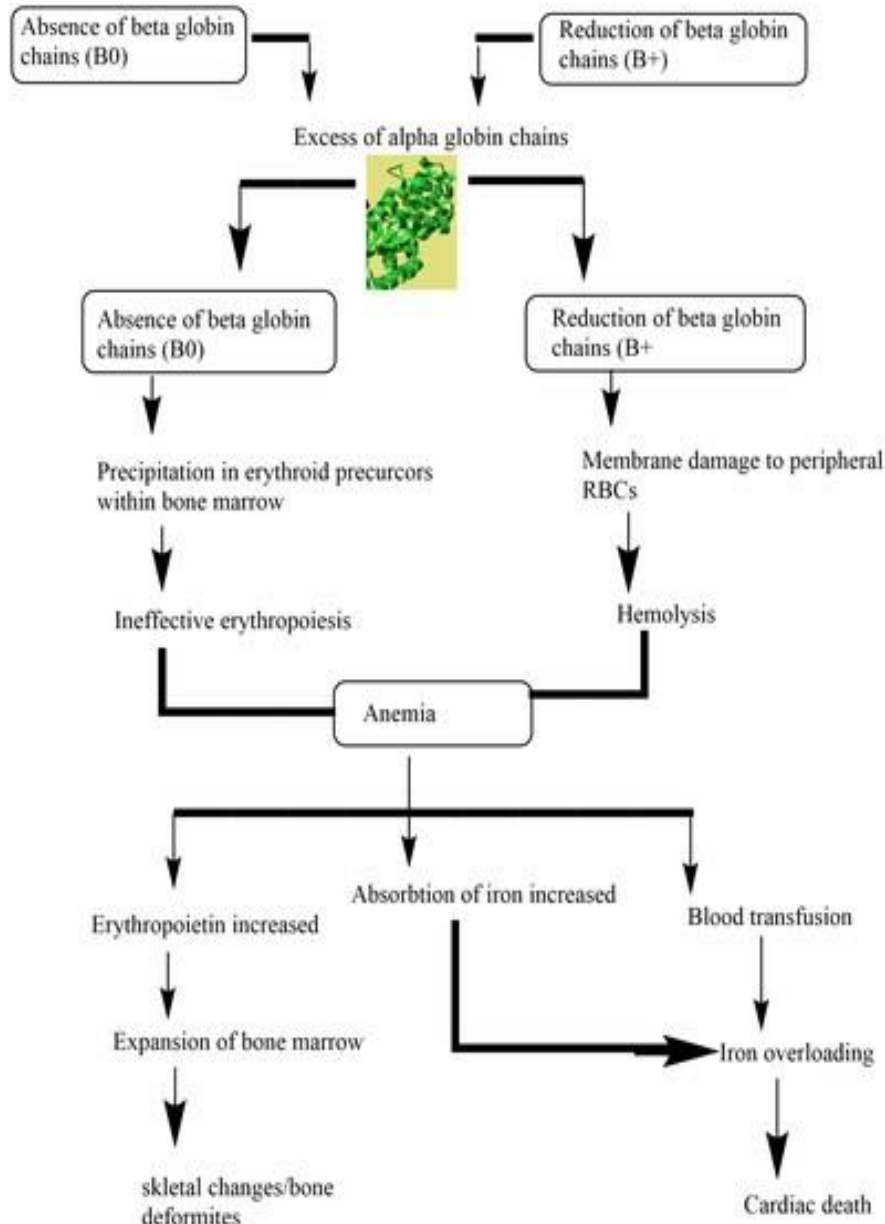 Absence of beta globin
chains (B0)
Reduction of beta globin
chains (B+)
Excess of alpha globin chains
Absence of beta globin
chains (B0)
Reduction of beta globin
chains (B+
Precipitation in erythroid precurcors
within bone marrow
Membrane damage to peripheral
RBCs
Ineffective erythropoiesis
Hemolysis
Anemia
Erythropoietin increased
Absorbtion of iron increased
Blood transfusion
Expansion of bone marrow
Iron overloading
skletal changes/bone
deformites
Cardiac death